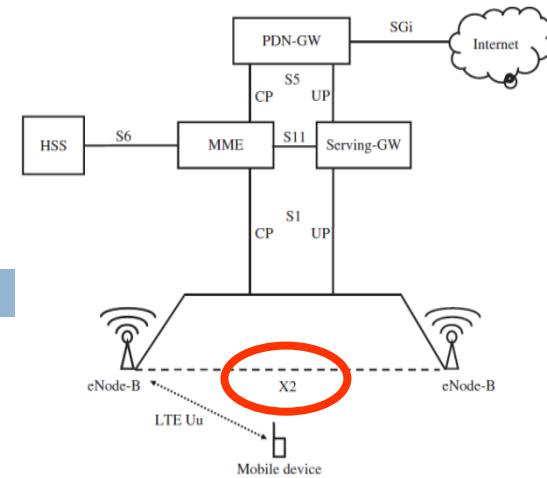 PDN-GW
SGi
Internet
S5
CP
UP
HSS
S6
MME
S11
Serving-GW
S1
CP
UP
eNode-B
X2
eNode-B
LTE Uu
Mobile device